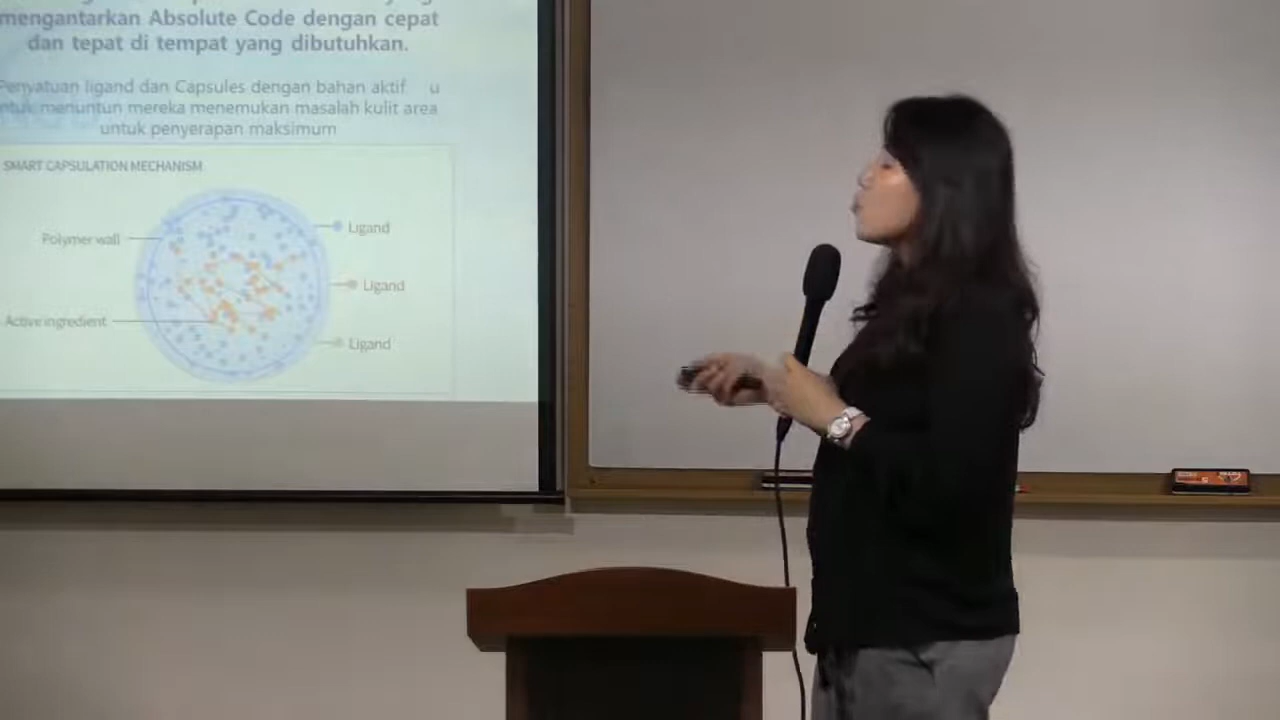 mengantarkan Absolute Code dengan cepat
dan tepat di tempat yang dibutuhkan.
Penyatuan ligand dan Capsules dengan bahan aktif u
ntuk menuntun mereka menemukan masalah kulit area
untuk penyerapan maksimum
SMART CAPSULATION MECHANISM
Ligand
Polymer wall
Ligand
Active ingredient
Ligand